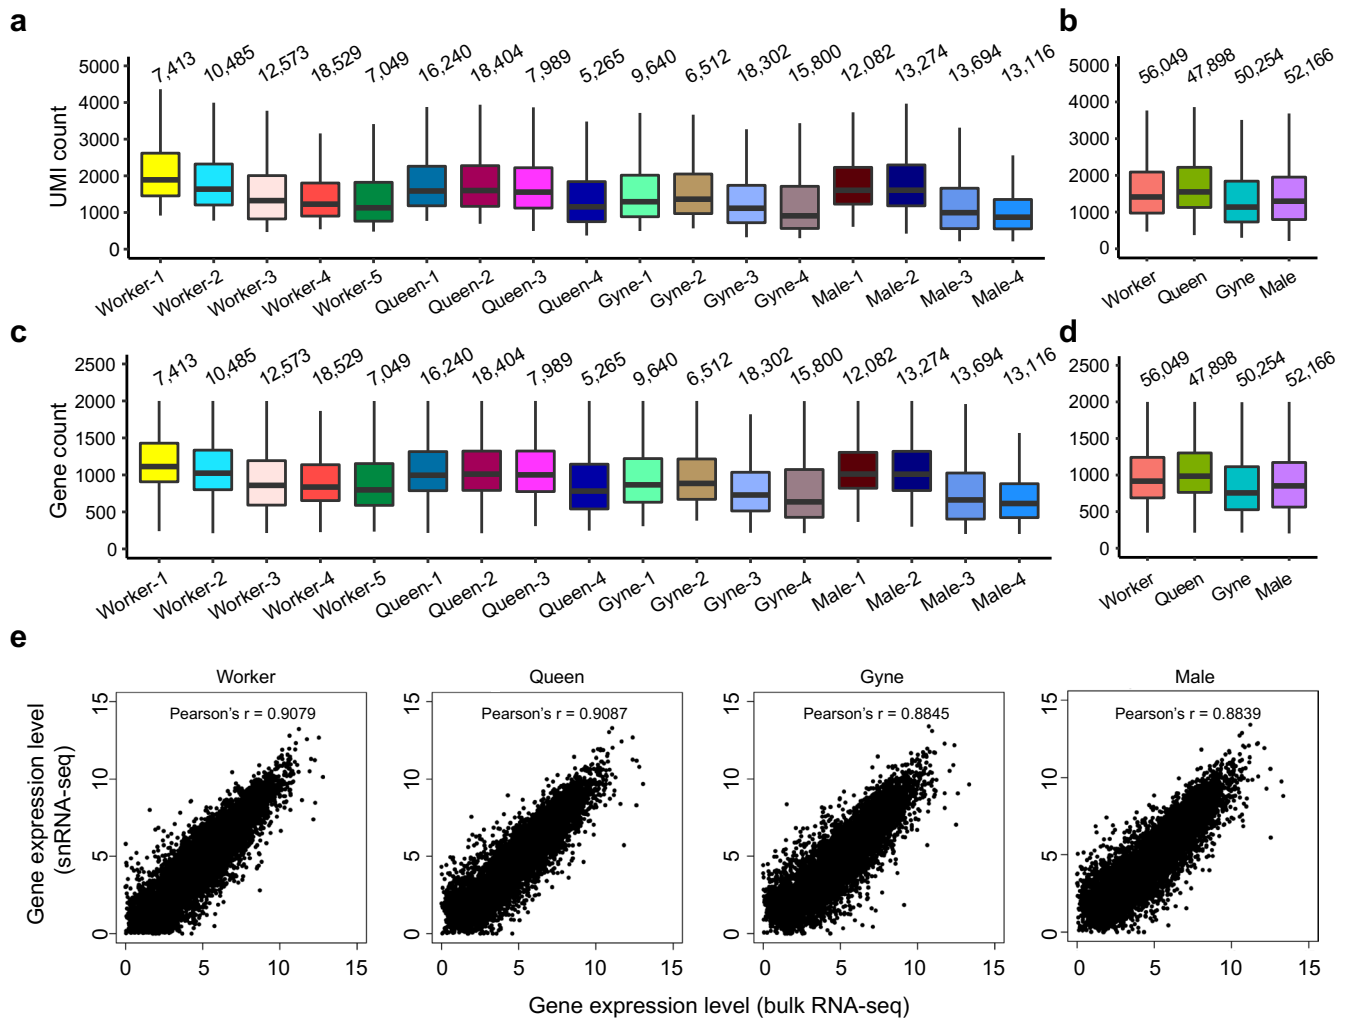 a
b
7,413 10,485 12,573 18,529 7,049 16,240 18,404 7,989 5,265 9,640 6,512 18,302 15,800 12,082 13,274 13,694 13,116
UMI count
5000
4000
3000
2000
1000
0
Worker-1 Worker-2 Worker-3 Worker-4 Worker-5 Queen-1 Queen-2 Queen-3 Queen-4 Gyne-1 Gyne-2 Gyne-3 Gyne-4 Male-1 Male-2 Male-3 Male-4
56,049 47,898 50,254 52,166
5000
4000
3000
2000
1000
0
Worker Queen Gyne Male
c
d
7,413 10,485 12,573 18,529 7,049 16,240 18,404 7,989 5,265 9,640 6,512 18,302 15,800 12,082 13,274 13,694 13,116
Gene count
2500
2000
1500
1000
500
0
Worker-1 Worker-2 Worker-3 Worker-4 Worker-5 Queen-1 Queen-2 Queen-3 Queen-4 Gyne-1 Gyne-2 Gyne-3 Gyne-4 Male-1 Male-2 Male-3 Male-4
56,049 47,898 50,254 52,166
2500
2000
1500
1000
500
0
Worker Queen Gyne Male
e
Gene expression level
(snRNA-seq)
Worker
Pearson's r = 0.9079
15
10
5
0
0 5 10 15
Queen
Pearson's r = 0.9087
15
10
5
0
0 5 10 15
Gyne
Pearson's r = 0.8845
15
10
5
0
0 5 10 15
Male
Pearson's r = 0.8839
15
10
5
0
0 5 10 15
Gene expression level (bulk RNA-seq)